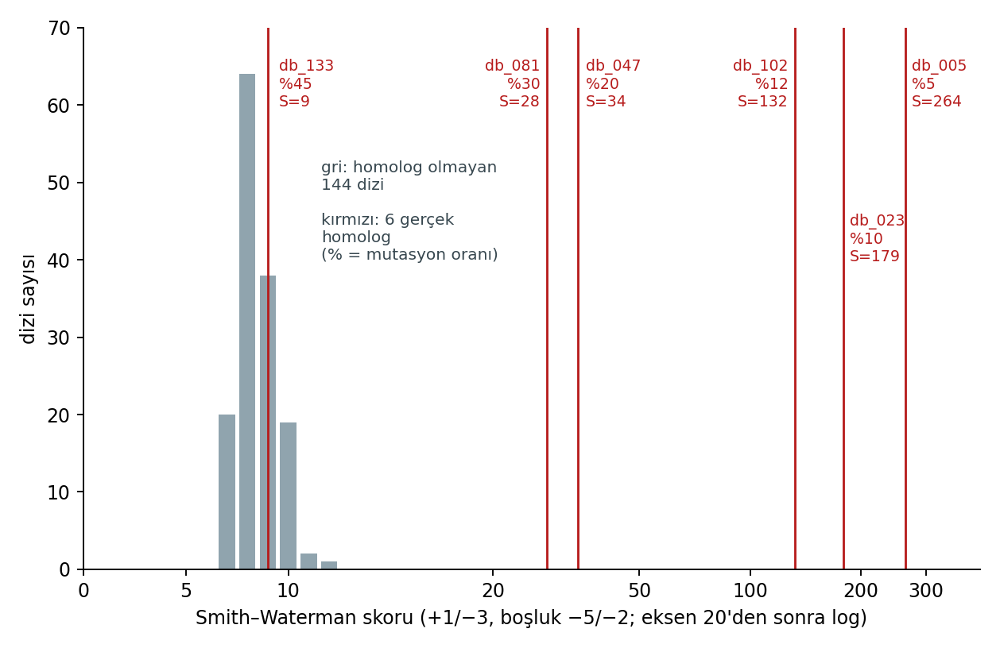 70
60
50
40
30
20
10
0
dizi sayısı
db_133
%45
S=9
db_081
%30
S=28
db_047
%20
S=34
db_102
%12
S=132
db_005
%5
S=264
gri: homolog olmayan
144 dizi
kırmızı: 6 gerçek
homolog
(% = mutasyon oranı)
db_023
%10
S=179
0 5 10 20 50 100 200 300
Smith–Waterman skoru (+1/−3, boşluk −5/−2; eksen 20'den sonra log)